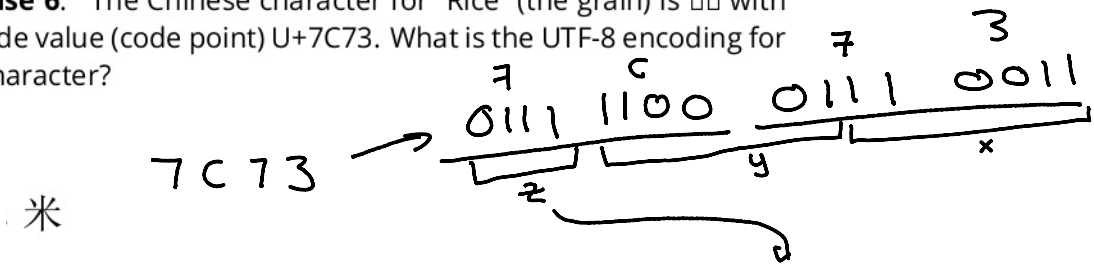 se 6. The Chinese character for "Rice" (the grain) is □□ with
de value (code point) U+7C73. What is the UTF-8 encoding for
haracter?
7 C 7 3
0111 1100 0111 0011
7C73
z y x
米